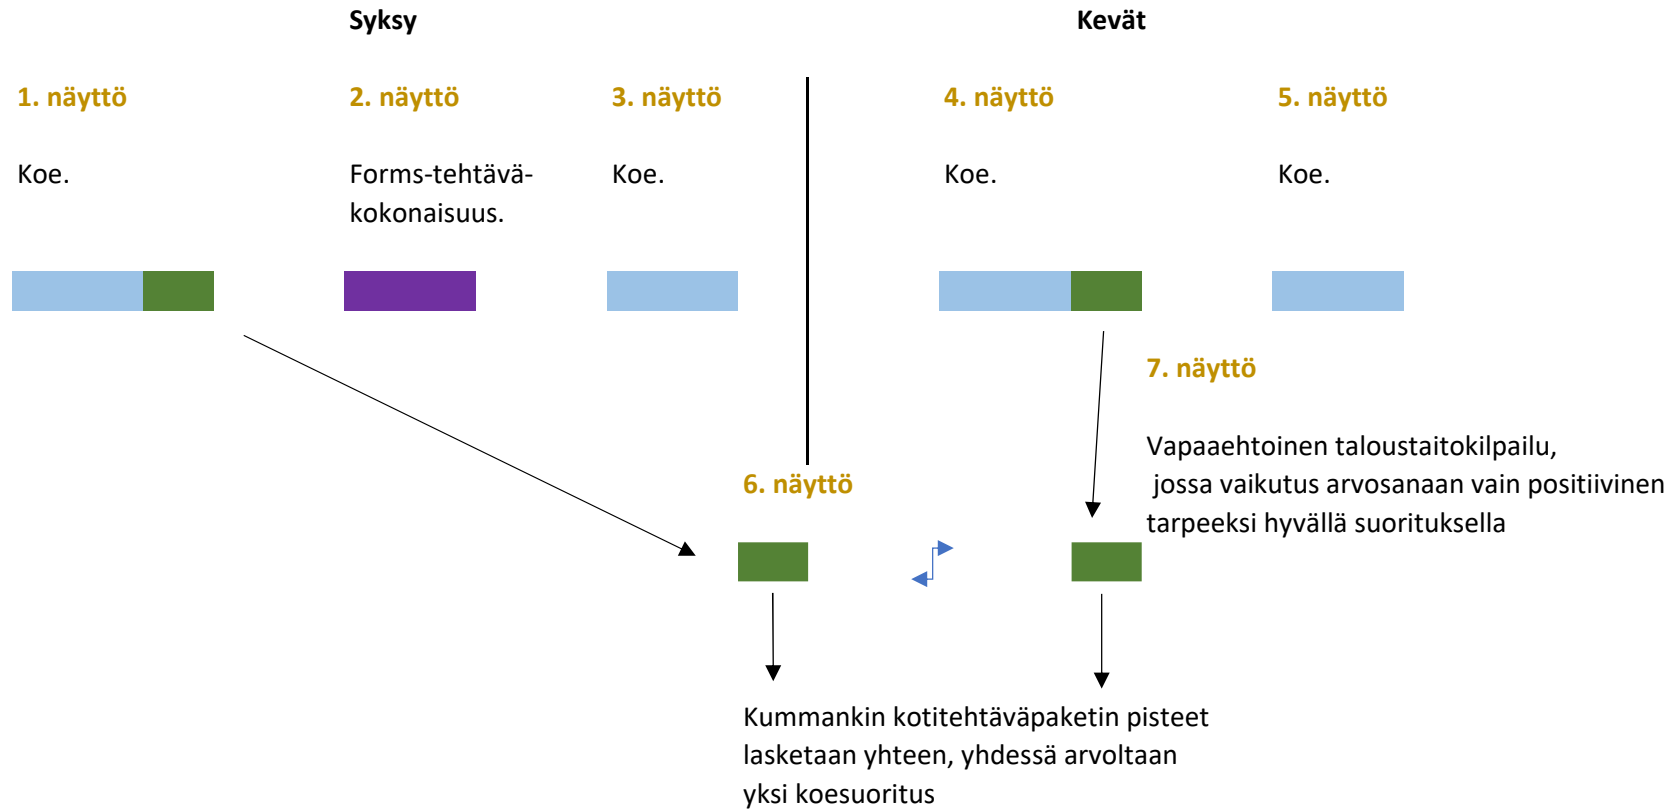 Syksy
Kevät
1. näyttö
2. näyttö
3. näyttö
4. näyttö
5. näyttö
Koe.
Forms-tehtävä-
kokonaisuus.
Koe.
Koe.
Koe.
7. näyttö
Vapaaehtoinen taloustaitokilpailu,
jossa vaikutus arvosanaan vain positiivinen
tarpeeksi hyvällä suorituksella
6. näyttö
Kummankin kotitehtäväpaketin pisteet
lasketaan yhteen, yhdessä arvoltaan
yksi koesuoritus